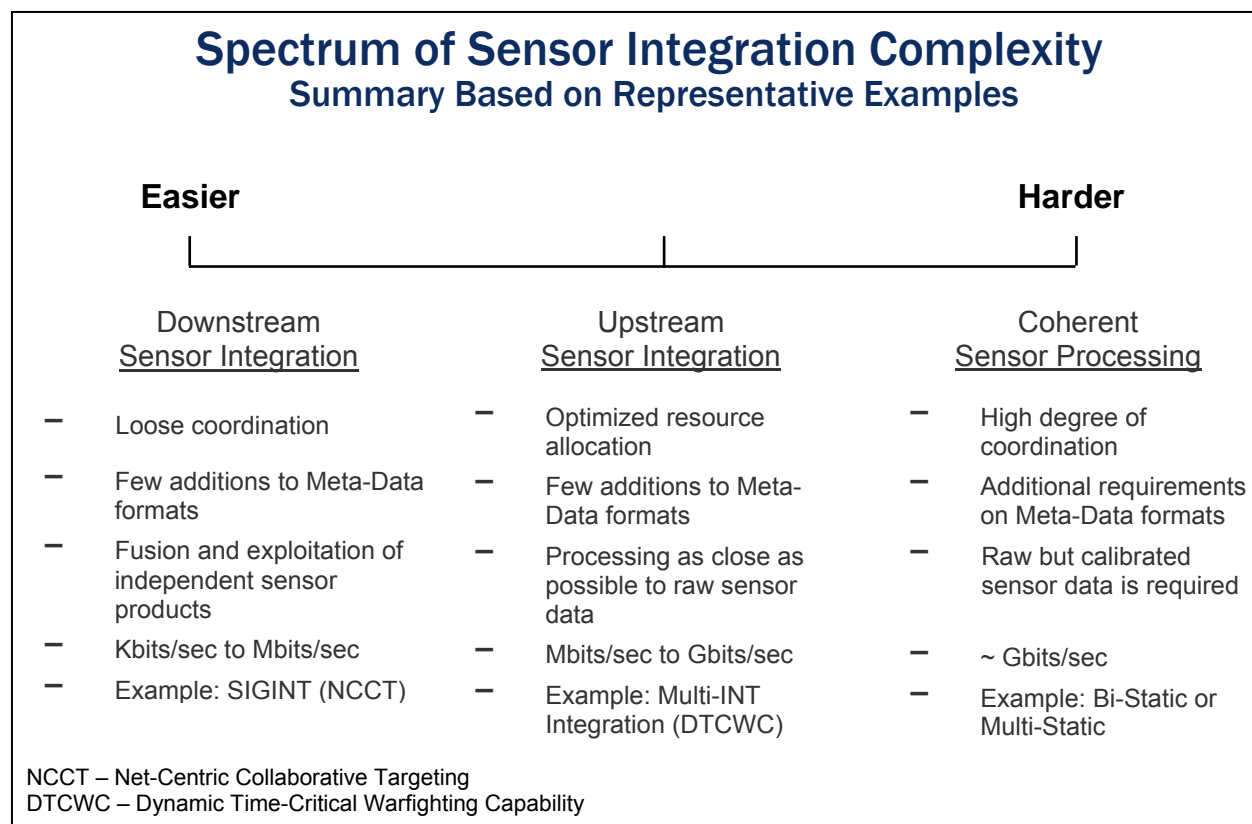 Spectrum of Sensor Integration Complexity
Summary Based on Representative Examples
Easier
Harder
Downstream
Sensor Integration
– Loose coordination
– Few additions to Meta-Data
formats
– Fusion and exploitation of
independent sensor
products
– Kbits/sec to Mbits/sec
– Example: SIGINT (NCCT)
Upstream
Sensor Integration
– Optimized resource
allocation
– Few additions to Meta-
Data formats
– Processing as close as
possible to raw sensor
data
– Mbits/sec to Gbits/sec
– Example: Multi-INT
Integration (DTCWC)
Coherent
Sensor Processing
– High degree of
coordination
– Additional requirements
on Meta-Data formats
– Raw but calibrated
sensor data is required
– ~ Gbits/sec
– Example: Bi-Static or
Multi-Static
NCCT – Net-Centric Collaborative Targeting
DTCWC – Dynamic Time-Critical Warfighting Capability